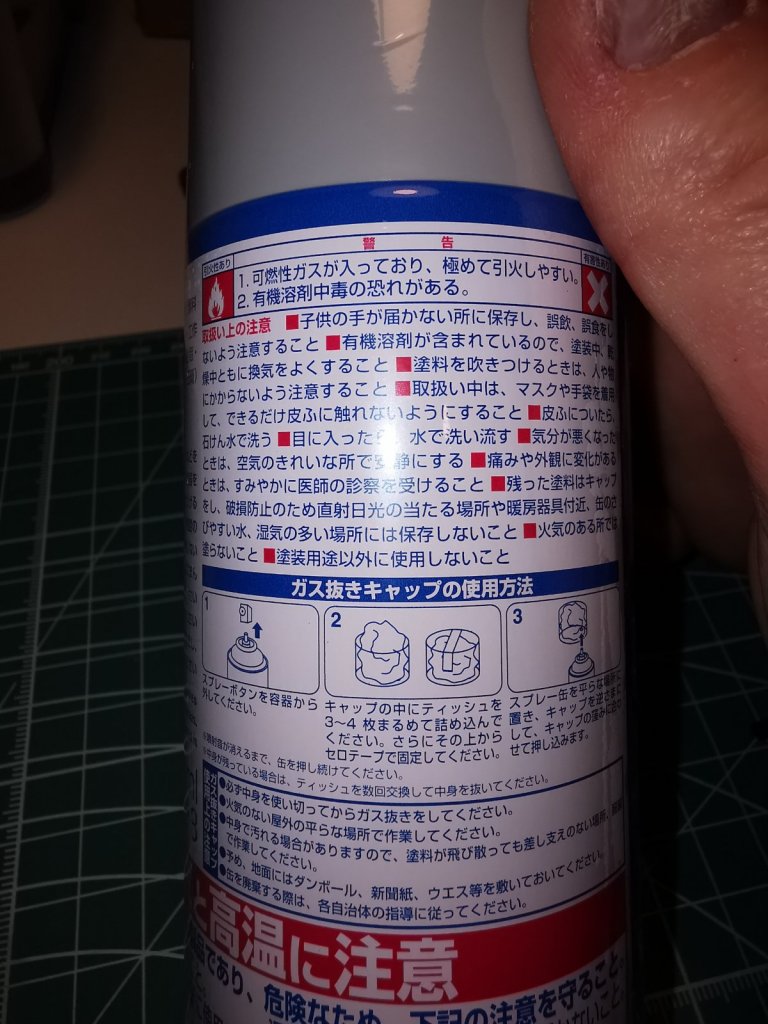 警告
引火性あり
有害性あり
1. 可燃性ガスが入っており、極めて引火しやすい。
2. 有機溶剤中毒の恐れがある。
取扱い上の注意 ■子供の手が届かない所に保存し、誤飲、誤食をし
ないよう注意すること ■有機溶剤が含まれているので、塗装中、乾
燥中ともに換気をよくすること ■塗料を吹きつけるときは、人や物
にかからないよう注意すること ■取扱い中は、マスクや手袋を着用
して、できるだけ皮ふに触れないようにすること ■皮ふについたら、
石けん水で洗う ■目に入ったら、水で洗い流す ■気分が悪くなった
ときは、空気のきれいな所で安静にする ■痛みや外観に変化がある
ときは、すみやかに医師の診察を受けること ■残った塗料はキャップ
をし、破損防止のため直射日光の当たる場所や暖房器具付近、缶のさ
びやすい水、湿気の多い場所には保存しないこと ■火気のある所では
塗らないこと ■塗装用途以外に使用しないこと
ガス抜きキャップの使用方法
1
スプレーボタンを容器から
外してください。
2
キャップの中にティッシュを
3〜4 枚まるめて詰め込んで
ください。さらにその上から
セロテープで固定してください。
3
スプレー缶を平らな場所に
置き、キャップを逆さまに
して、キャップの窪みに
せて押し込みます。
※噴射音が消えるまで、缶を押し続けてください。
※中身が残っている場合は、ティッシュを数回交換して中身を抜いてください。
●必ず中身を使い切ってからガス抜きをしてください。
●火気のない屋外の平らな場所で作業してください。
●中身で汚れる場合がありますので、塗料が飛び散っても差し支えのない場所、
で作業してください。
●予め、地面にはダンボール、新聞紙、ウエス等を敷いておいてください。
●缶を廃棄する際は、各自治体の指導に従ってください。
と高温に注意
品であり、危険なため、下記の注意を守ること。